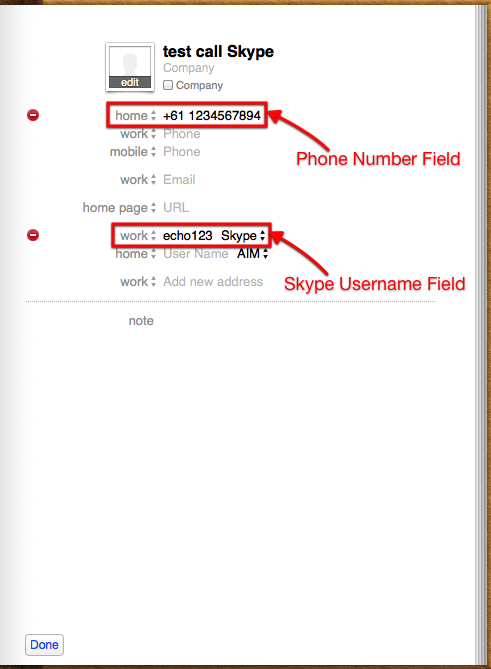 test call Skype
Company
edit
Company
home +61 1234567894
work Phone
mobile Phone
Phone Number Field
work Email
home page URL
work echo123 Skype
home User Name AIM
work Add new address
Skype Username Field
note
Done